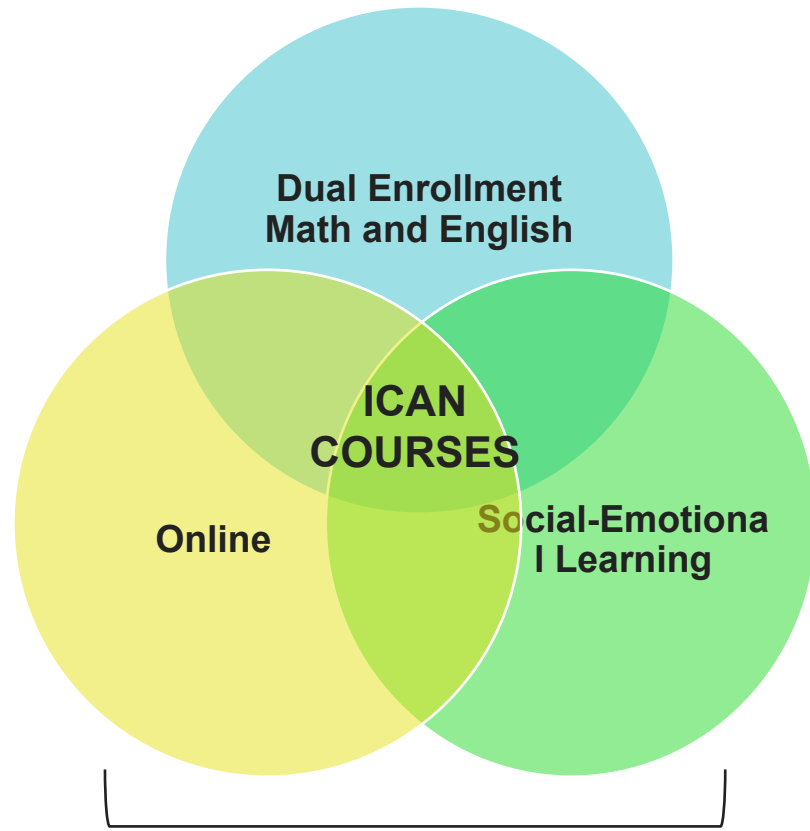 Dual Enrollment
Math and English
ICAN
COURSES
Online
Social-Emotiona
l Learning